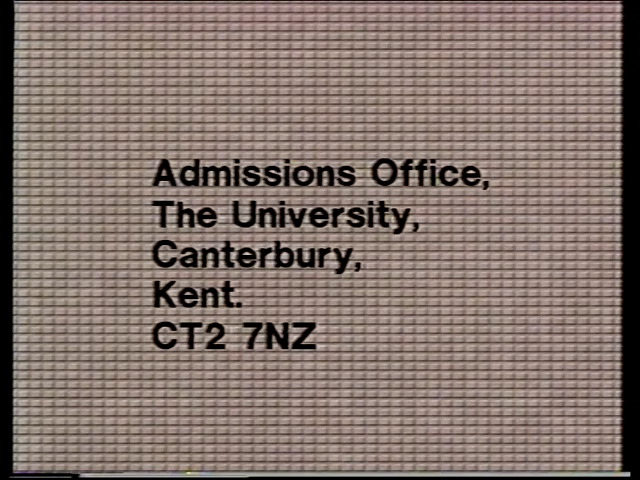 Admissions Office,
The University,
Canterbury,
Kent.
CT2 7NZ